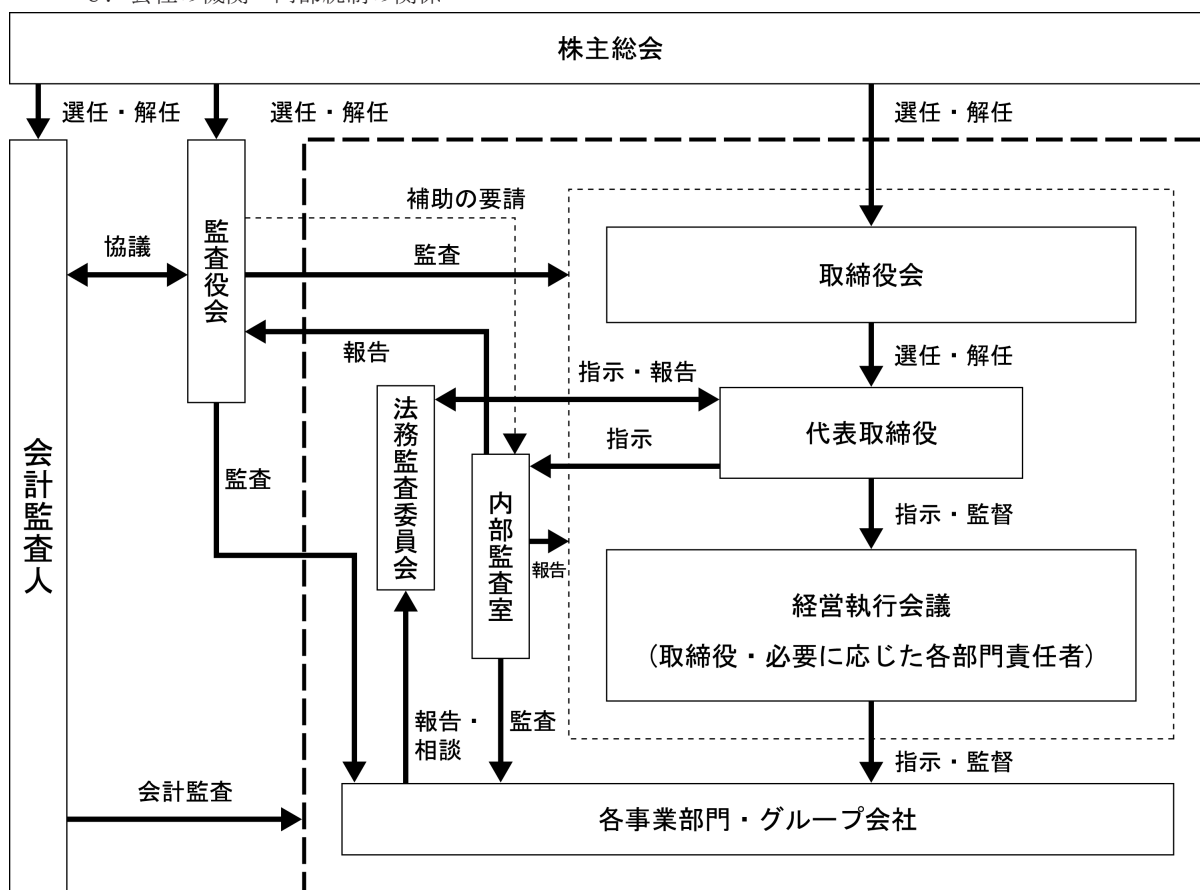 株主総会
選任・解任
選任・解任
選任・解任
補助の要請
監査役会
協議
監査
取締役会
報告
選任・解任
指示・報告
法務監査委員会
代表取締役
指示
会計監査人
監査
内部監査室
指示・監督
報告
経営執行会議
(取締役・必要に応じた各部門責任者)
報告・
相談
監査
指示・監督
会計監査
各事業部門・グループ会社